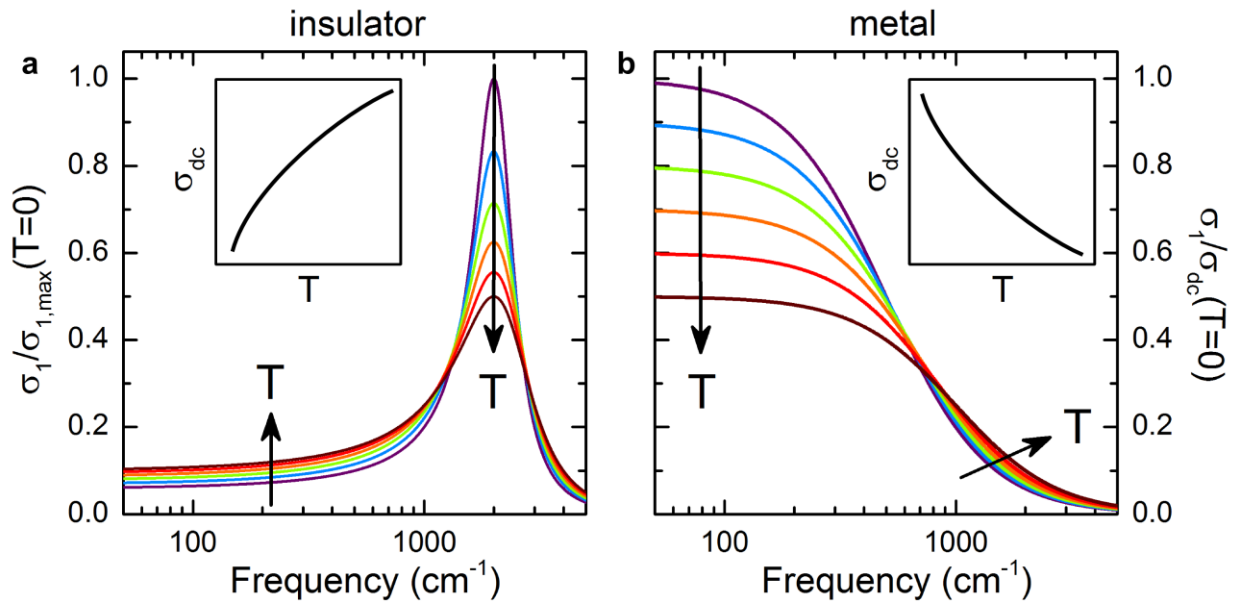 insulator
metal
a
b
1.0
0.8
0.6
0.4
0.2
0.0
σ₁/σ₁,max(T=0)
σdc
T
T
T
100
1000
Frequency (cm⁻¹)
σdc
T
T
T
100
1000
Frequency (cm⁻¹)
1.0
0.8
0.6
0.4
0.2
0.0
σ₁/σdc(T=0)